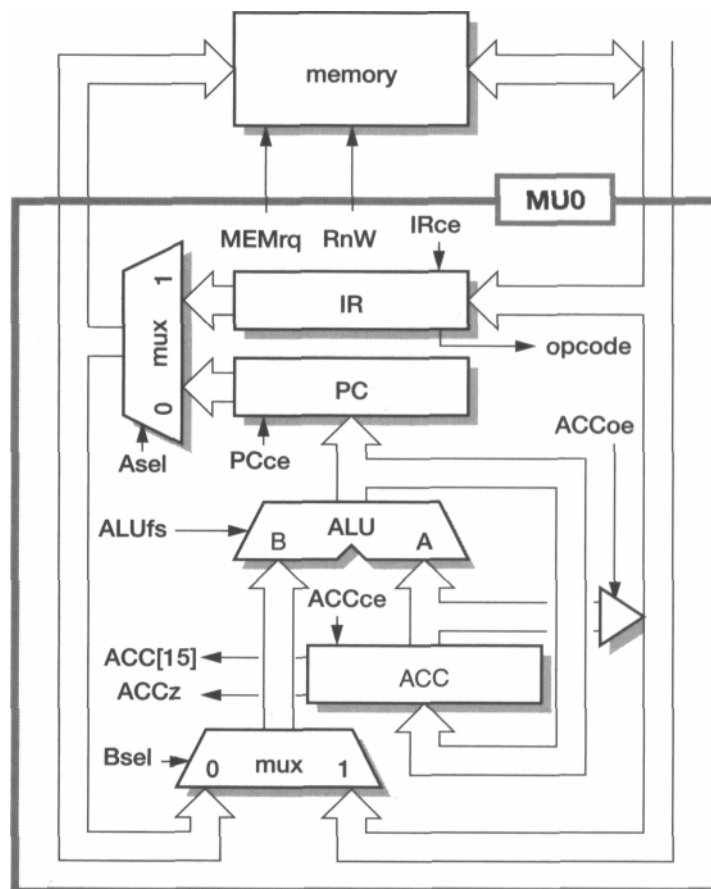 memory
MU0
MEMrq RnW IRce
1
mux
0
IR
opcode
PC
Asel
PCce
ACCoe
ALUfs
ALU
B A
ACCce
ACC[15]
ACC
ACCz
Bsel
0 mux 1